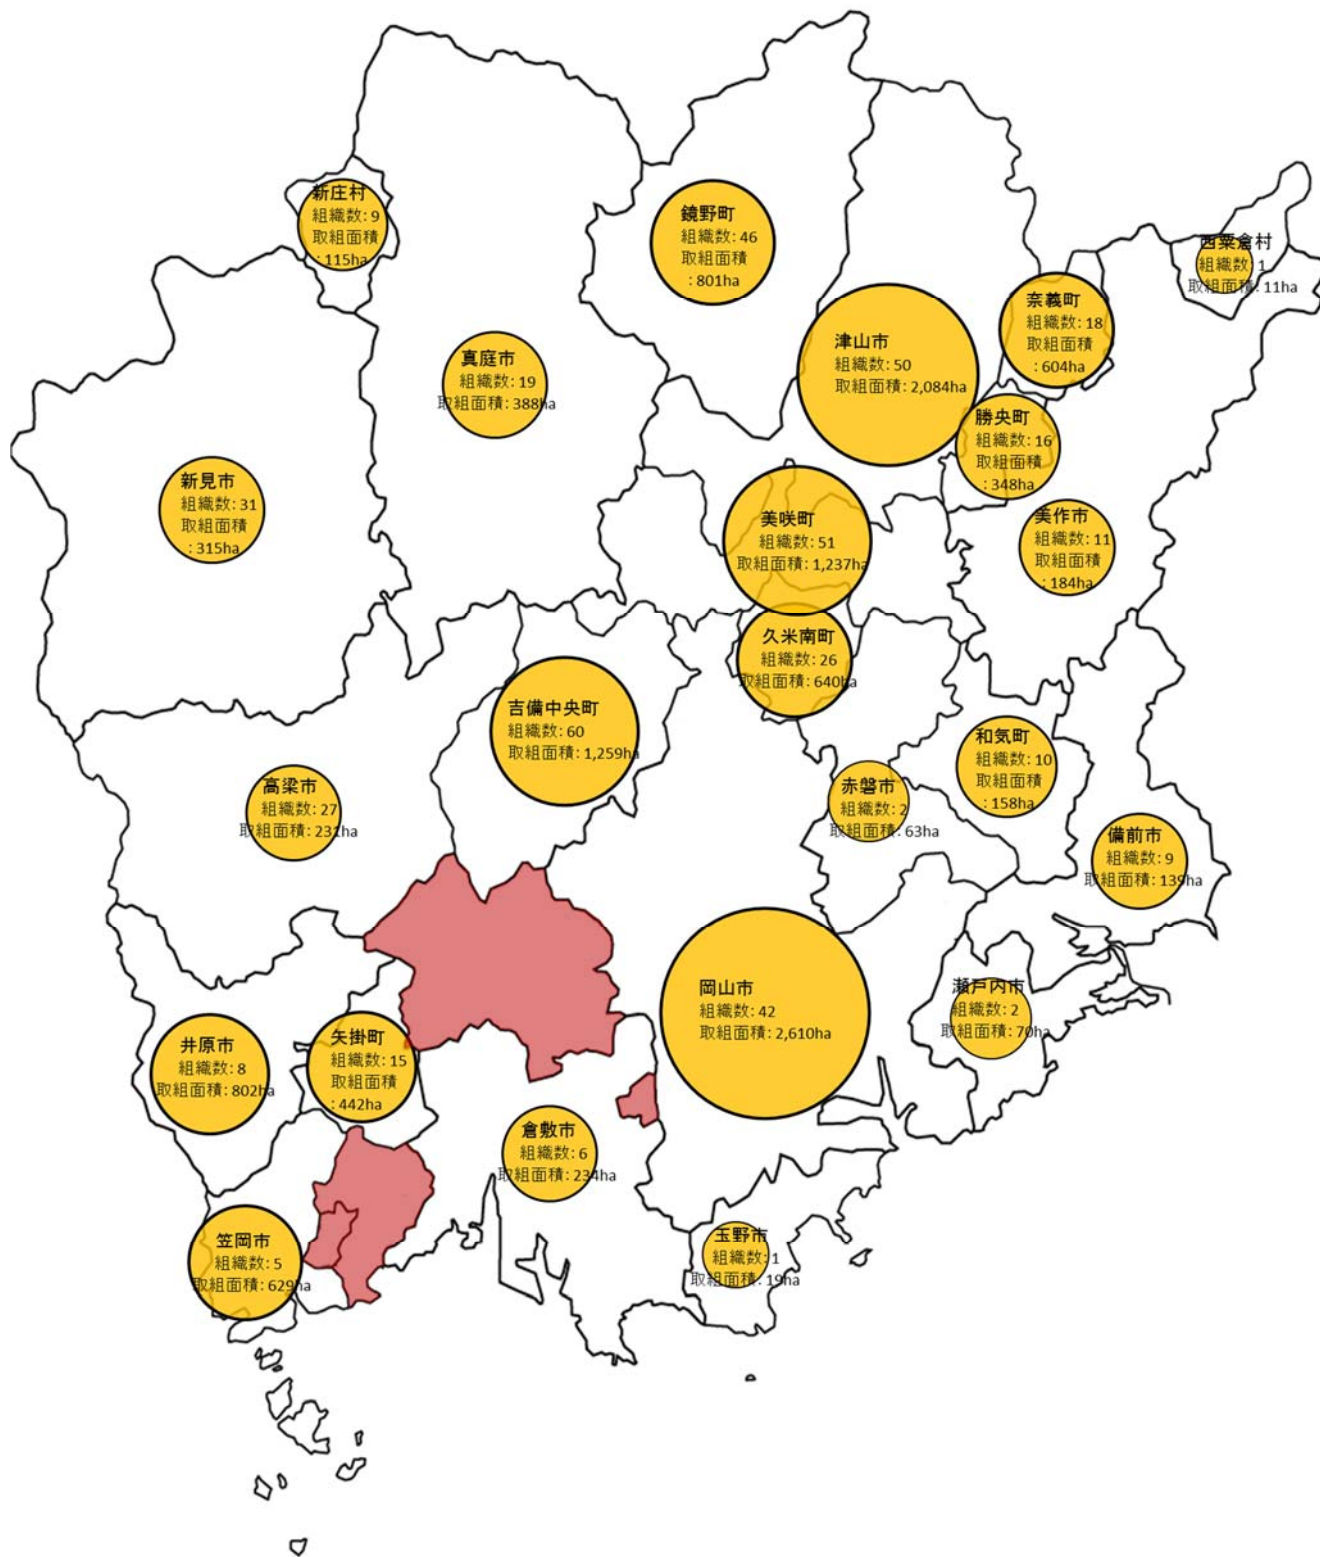 新庄村
組織数：9
取組面積
：115ha
鏡野町
組織数：46
取組面積
：801ha
西粟倉村
組織数：1
取組面積：11ha
奈義町
組織数：18
取組面積
：604ha
津山市
組織数：50
取組面積：2,084ha
真庭市
組織数：19
取組面積：388ha
勝央町
組織数：16
取組面積
：348ha
新見市
組織数：31
取組面積
：315ha
美咲町
組織数：51
取組面積：1,237ha
美作市
組織数：11
取組面積
：184ha
久米南町
組織数：26
取組面積：640ha
吉備中央町
組織数：60
取組面積：1,259ha
和気町
組織数：10
取組面積
：158ha
高梁市
組織数：27
取組面積：231ha
赤磐市
組織数：2
取組面積：63ha
備前市
組織数：9
取組面積：139ha
岡山市
組織数：42
取組面積：2,610ha
瀬戸内市
組織数：2
取組面積：70ha
井原市
組織数：8
取組面積：802ha
矢掛町
組織数：15
取組面積
：442ha
倉敷市
組織数：6
取組面積：234ha
笠岡市
組織数：5
取組面積：629ha
玉野市
組織数：1
取組面積：19ha